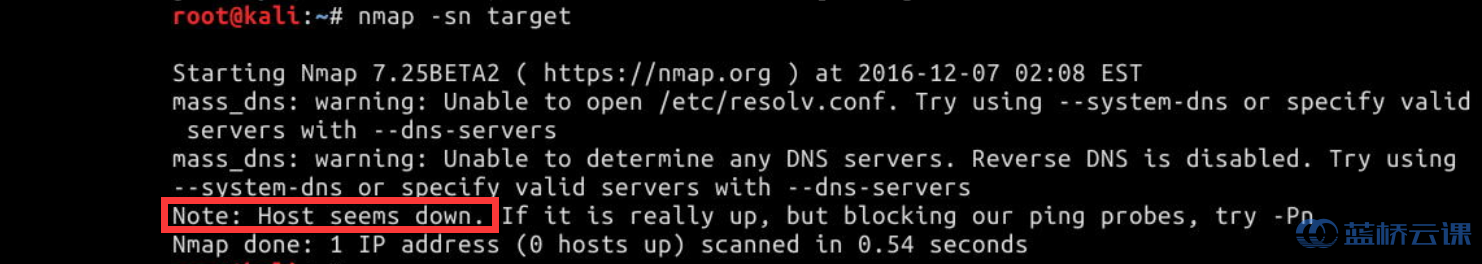 root@kali:~# nmap -sn target
Starting Nmap 7.25BETA2 ( https://nmap.org ) at 2016-12-07 02:08 EST
mass_dns: warning: Unable to open /etc/resolv.conf. Try using --system-dns or specify valid
servers with --dns-servers
mass_dns: warning: Unable to determine any DNS servers. Reverse DNS is disabled. Try using
--system-dns or specify valid servers with --dns-servers
Note: Host seems down. If it is really up, but blocking our ping probes, try -Pn
Nmap done: 1 IP address (0 hosts up) scanned in 0.54 seconds
蓝桥云课